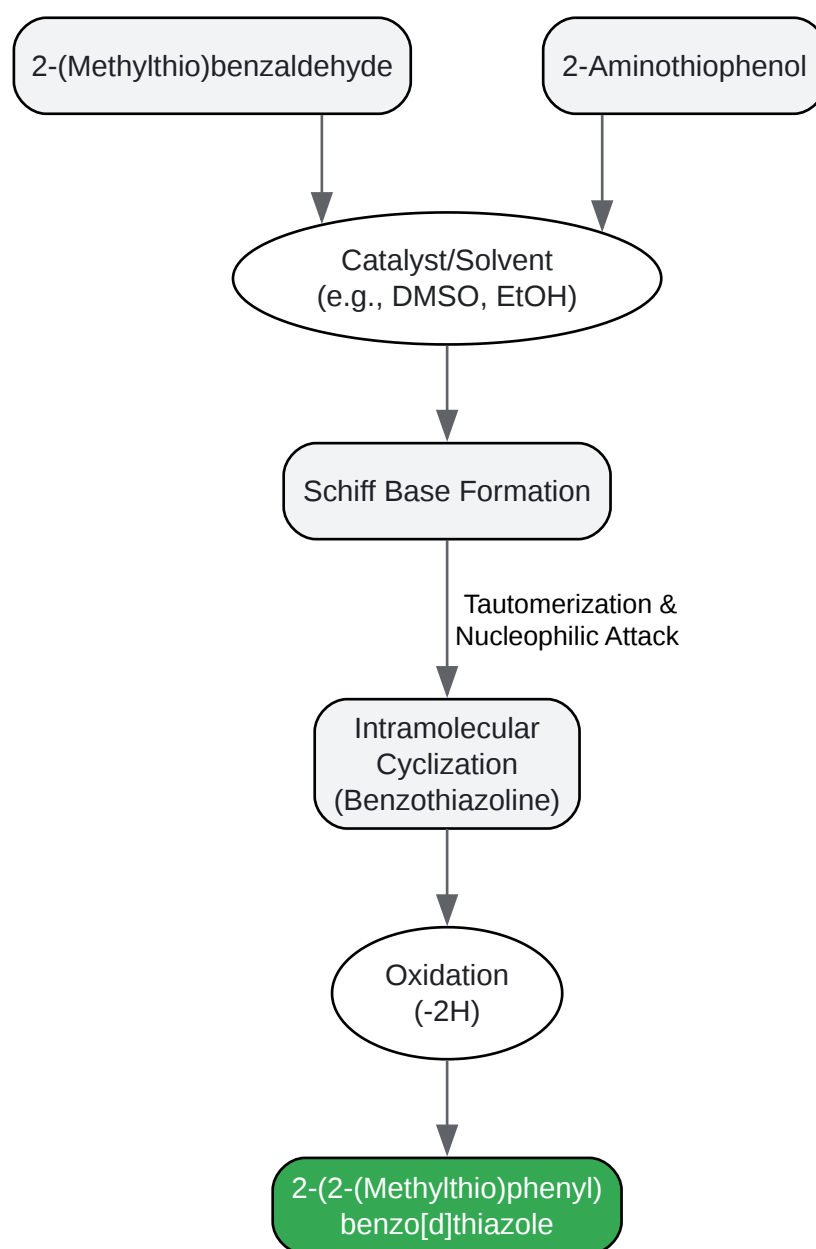 2-(Methylthio)benzaldehyde
2-Aminothiophenol
Catalyst/Solvent
(e.g., DMSO, EtOH)
Schiff Base Formation
Tautomerization &
Nucleophilic Attack
Intramolecular
Cyclization
(Benzothiazoline)
Oxidation
(-2H)
2-(2-(Methylthio)phenyl)
benzo[d]thiazole